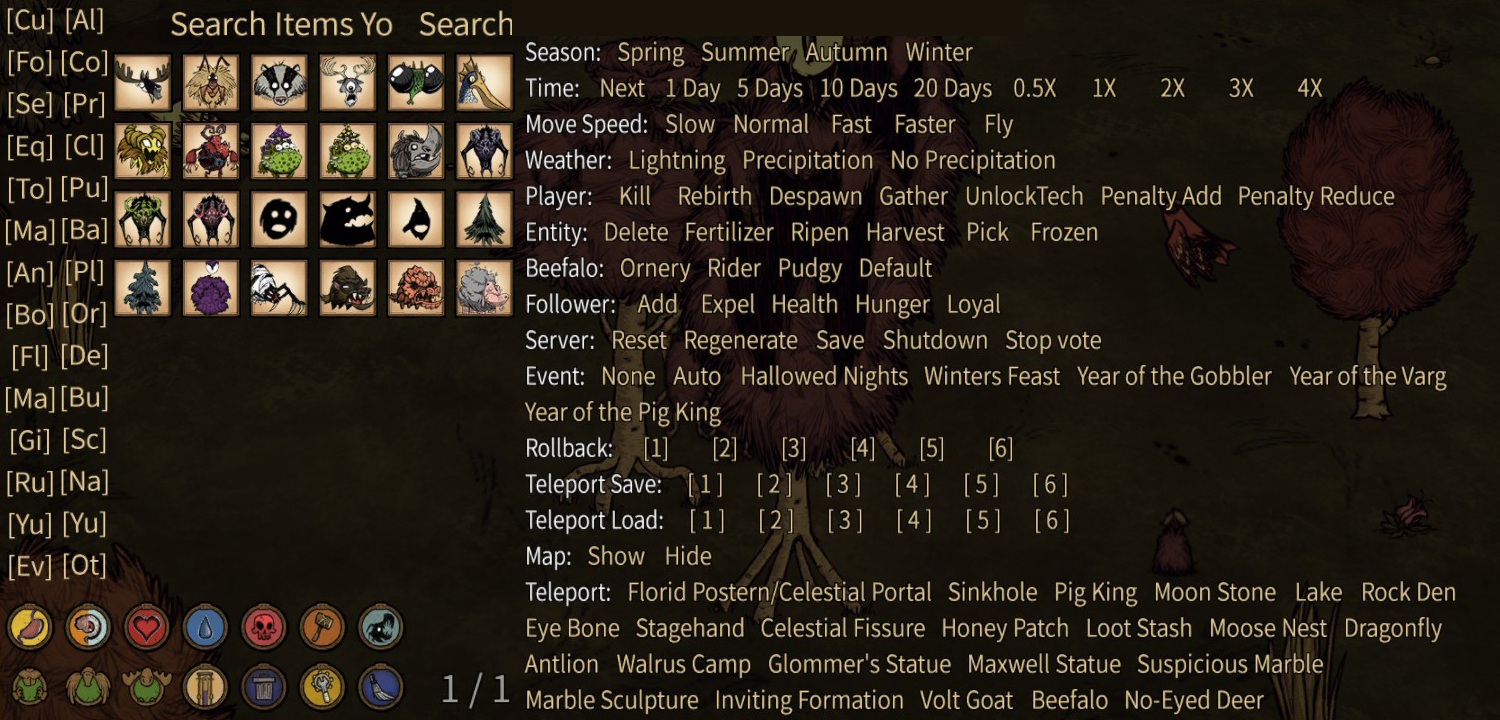 [Cu] [Al]
Search Items Yo Search
[Fo] [Co]
[Se] [Pr]
[Eq] [Cl]
[To] [Pu]
[Ma] [Ba]
[An] [Pl]
[Bo] [Or]
[Fl] [De]
[Ma] [Bu]
[Gi] [Sc]
[Ru] [Na]
[Yu] [Yu]
[Ev] [Ot]
1 / 1
Season: Spring Summer Autumn Winter
Time: Next 1 Day 5 Days 10 Days 20 Days 0.5X 1X 2X 3X 4X
Move Speed: Slow Normal Fast Faster Fly
Weather: Lightning Precipitation No Precipitation
Player: Kill Rebirth Despawn Gather UnlockTech Penalty Add Penalty Reduce
Entity: Delete Fertilizer Ripen Harvest Pick Frozen
Beefalo: Ornery Rider Pudgy Default
Follower: Add Expel Health Hunger Loyal
Server: Reset Regenerate Save Shutdown Stop vote
Event: None Auto Hallowed Nights Winters Feast Year of the Gobbler Year of the Varg
Year of the Pig King
Rollback: [1] [2] [3] [4] [5] [6]
Teleport Save: [ 1 ] [ 2 ] [ 3 ] [ 4 ] [ 5 ] [ 6 ]
Teleport Load: [ 1 ] [ 2 ] [ 3 ] [ 4 ] [ 5 ] [ 6 ]
Map: Show Hide
Teleport: Florid Postern/Celestial Portal Sinkhole Pig King Moon Stone Lake Rock Den
Eye Bone Stagehand Celestial Fissure Honey Patch Loot Stash Moose Nest Dragonfly
Antlion Walrus Camp Glommer's Statue Maxwell Statue Suspicious Marble
Marble Sculpture Inviting Formation Volt Goat Beefalo No-Eyed Deer